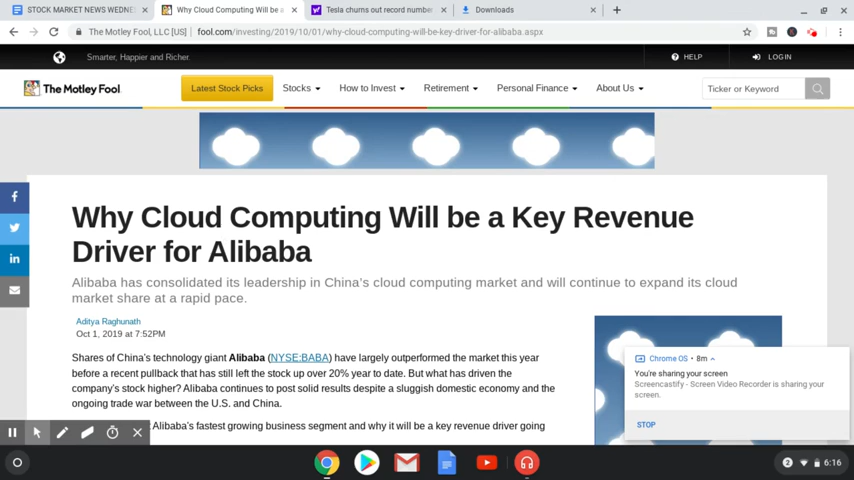 STOCK MARKET NEWS WEDNE
Why Cloud Computing Will be a
Tesla churns out record number
Downloads
The Motley Fool, LLC [US]
fool.com/investing/2019/10/01/why-cloud-computing-will-be-key-driver-for-alibaba.aspx
Smarter, Happier and Richer.
HELP
LOGIN
The Motley Fool.
Latest Stock Picks
Stocks
How to Invest
Retirement
Personal Finance
About Us
Ticker or Keyword
Why Cloud Computing Will be a Key Revenue
Driver for Alibaba
Alibaba has consolidated its leadership in China's cloud computing market and will continue to expand its cloud
market share at a rapid pace.
Aditya Raghunath
Oct 1, 2019 at 7:52PM
Shares of China's technology giant Alibaba (NYSE:BABA) have largely outperformed the market this year
before a recent pullback that has still left the stock up over 20% year to date. But what has driven the
company's stock higher? Alibaba continues to post solid results despite a sluggish domestic economy and the
ongoing trade war between the U.S. and China.
Alibaba's fastest growing business segment and why it will be a key revenue driver going
Chrome OS • 8m
You're sharing your screen
Screencastify - Screen Video Recorder is sharing your
screen.
STOP
2
6:16